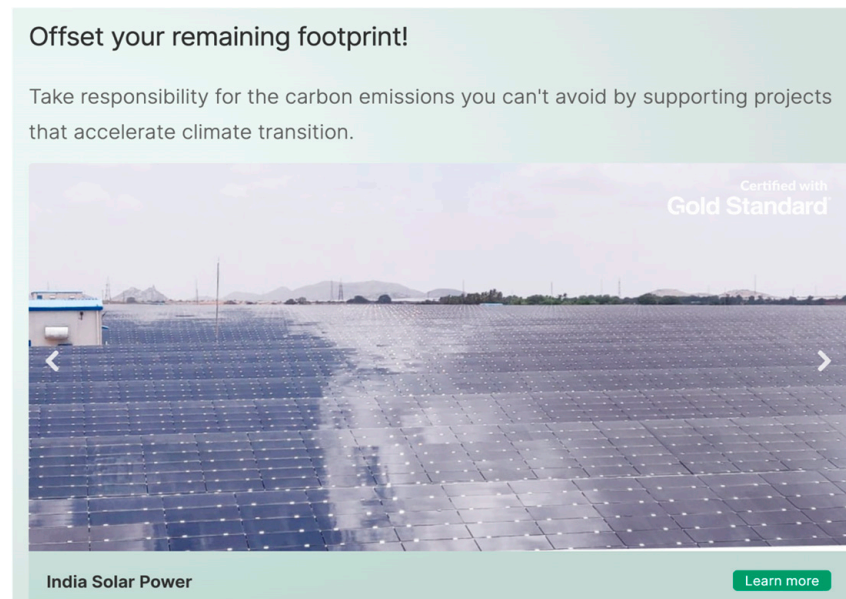 Offset your remaining footprint!
Take responsibility for the carbon emissions you can't avoid by supporting projects
that accelerate climate transition.
Certified with
Gold Standard
India Solar Power
Learn more